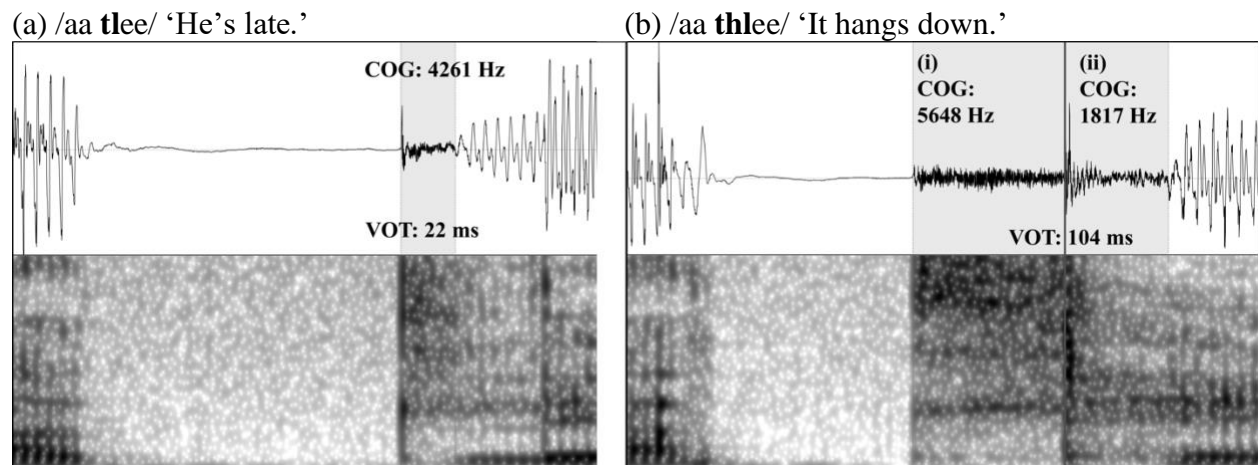 (a) /aa tlee/ ‘He’s late.’
(b) /aa thlee/ ‘It hangs down.’
COG: 4261 Hz
VOT: 22 ms
(i)
COG:
5648 Hz
(ii)
COG:
1817 Hz
VOT: 104 ms